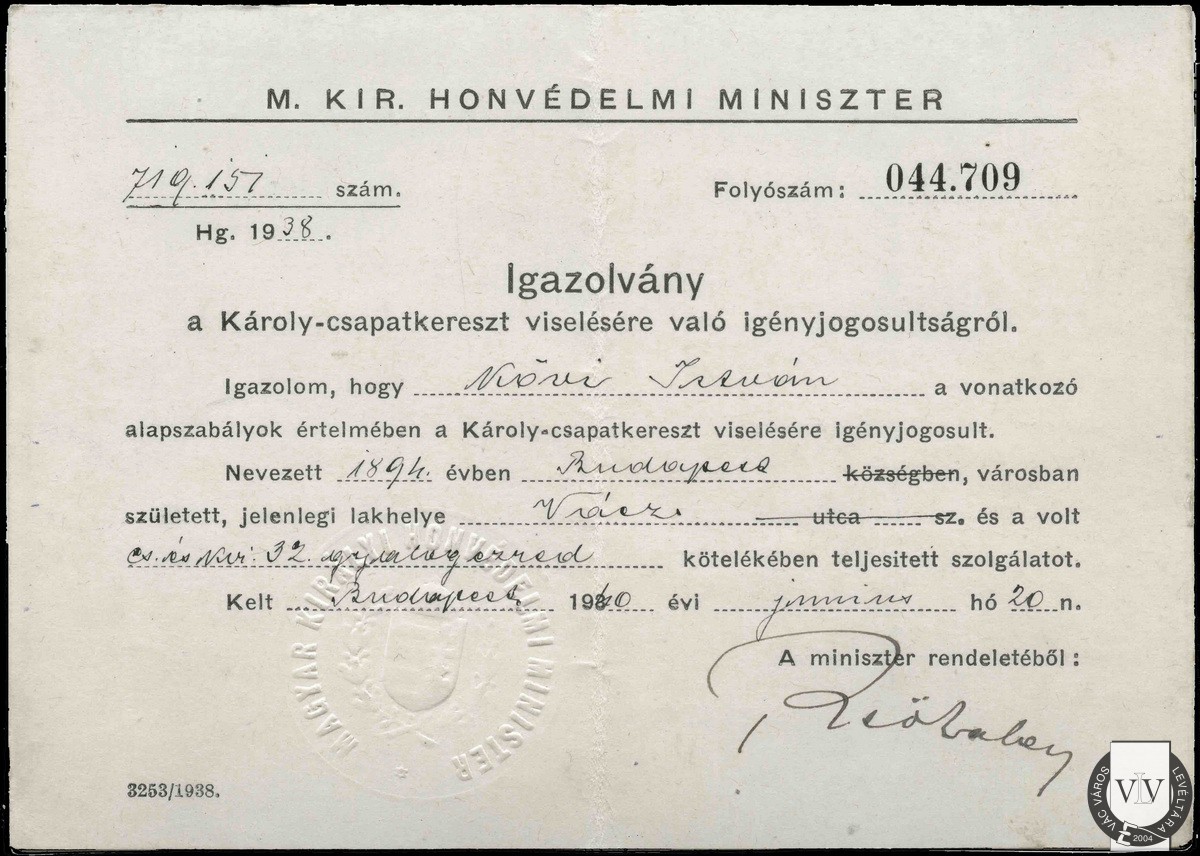 M. KIR. HONVÉDELMI MINISZTER
719.151 szám.
Folyószám: 044.709
Hg. 1938.
Igazolvány
a Károly-csapatkereszt viselésére való igényjogosultságról.
Igazolom, hogy Kövi István a vonatkozó
alapszabályok értelmében a Károly-csapatkereszt viselésére igényjogosult.
Nevezett 1894. évben Budapest községben, városban
született, jelenlegi lakhelye Vácz. utca sz. és a volt
cs. és kir. 32. gyalogezred kötelékében teljesitett szolgálatot.
Kelt Budapest 1940 évi junius hó 20 n.
A miniszter rendeletéből:
MAGYAR KIRÁLYI HONVÉDELMI MINISTER
3253/1938.
VÁC VÁROS LEVÉLTÁRA
VLV
2004